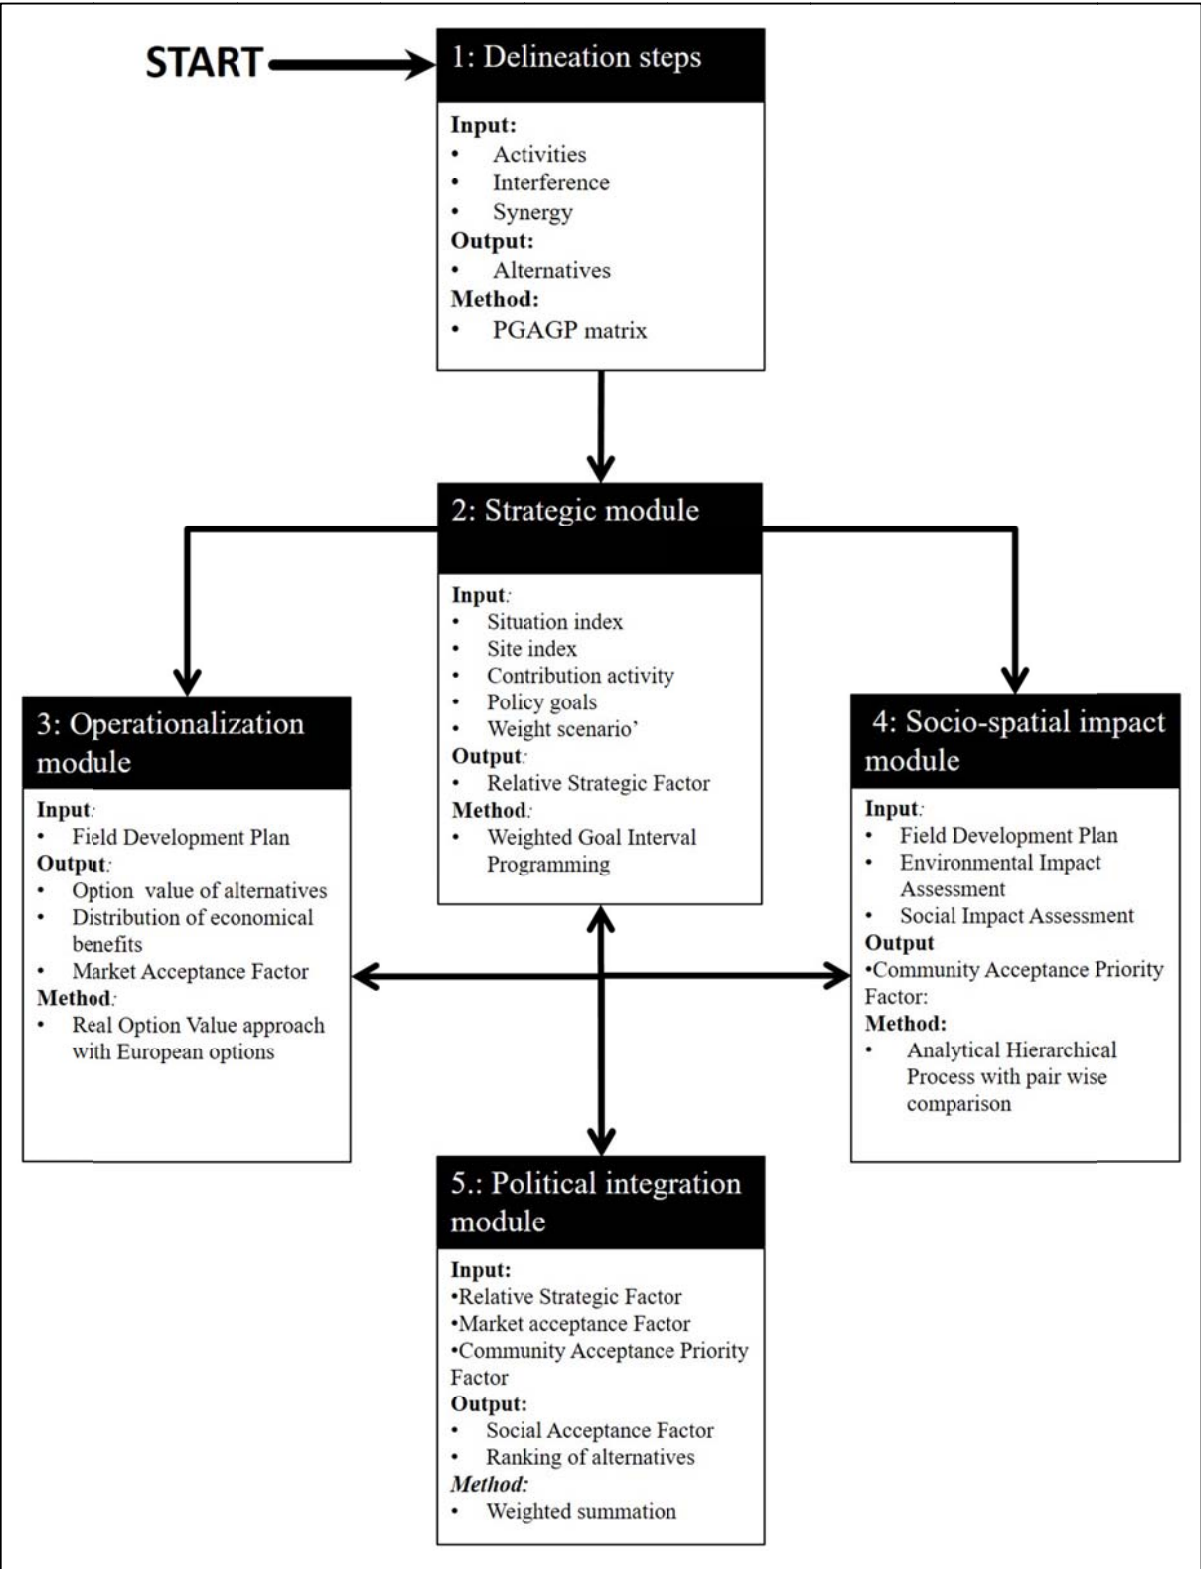 START
1: Delineation steps
Input:
• Activities
• Interference
• Synergy
Output:
• Alternatives
Method:
• PGAGP matrix
2: Strategic module
Input:
• Situation index
• Site index
• Contribution activity
• Policy goals
• Weight scenario’
Output:
• Relative Strategic Factor
Method:
• Weighted Goal Interval
Programming
3: Operationalization
module
Input:
• Field Development Plan
Output:
• Option value of alternatives
• Distribution of economical
benefits
• Market Acceptance Factor
Method:
• Real Option Value approach
with European options
4: Socio-spatial impact
module
Input:
• Field Development Plan
• Environmental Impact
Assessment
• Social Impact Assessment
Output
•Community Acceptance Priority
Factor:
Method:
• Analytical Hierarchical
Process with pair wise
comparison
5.: Political integration
module
Input:
•Relative Strategic Factor
•Market acceptance Factor
•Community Acceptance Priority
Factor
Output:
• Social Acceptance Factor
• Ranking of alternatives
Method:
• Weighted summation